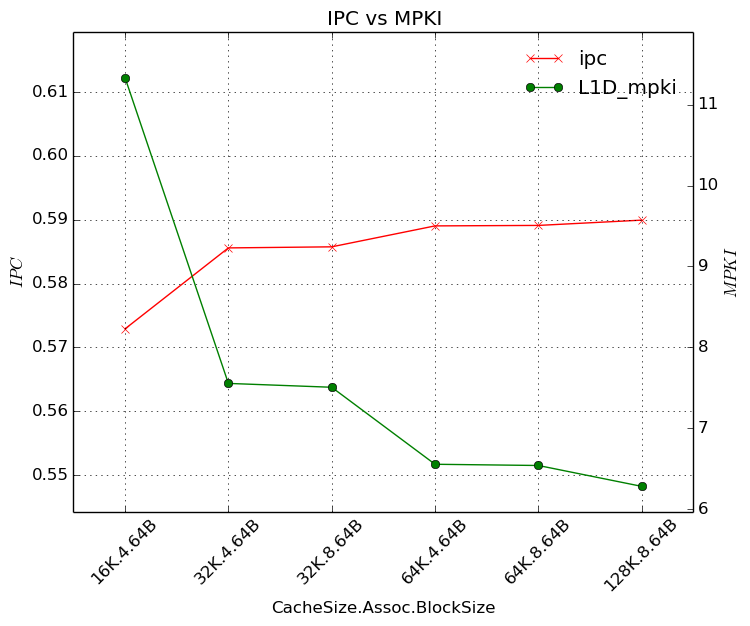 IPC vs MPKI
ipc
L1D_mpki
0.61
0.60
0.59
0.58
0.57
0.56
0.55
IPC
11
10
9
8
7
6
MPKI
16K.4.64B
32K.4.64B
32K.8.64B
64K.4.64B
64K.8.64B
128K.8.64B
CacheSize.Assoc.BlockSize